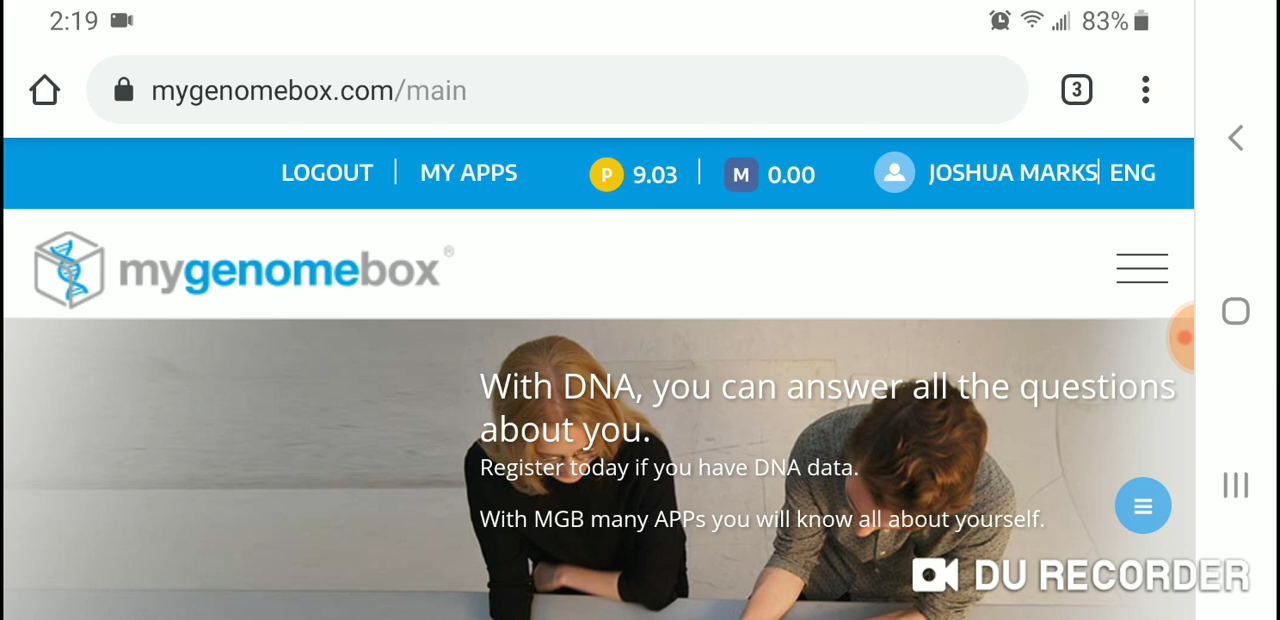 2:19 83%
mygenomebox.com/main 3
LOGOUT | MY APPS P 9.03 | M 0.00 JOSHUA MARKS| ENG
mygenomebox®
With DNA, you can answer all the questions
about you.
Register today if you have DNA data.
With MGB many APPs you will know all about yourself.
DU RECORDER